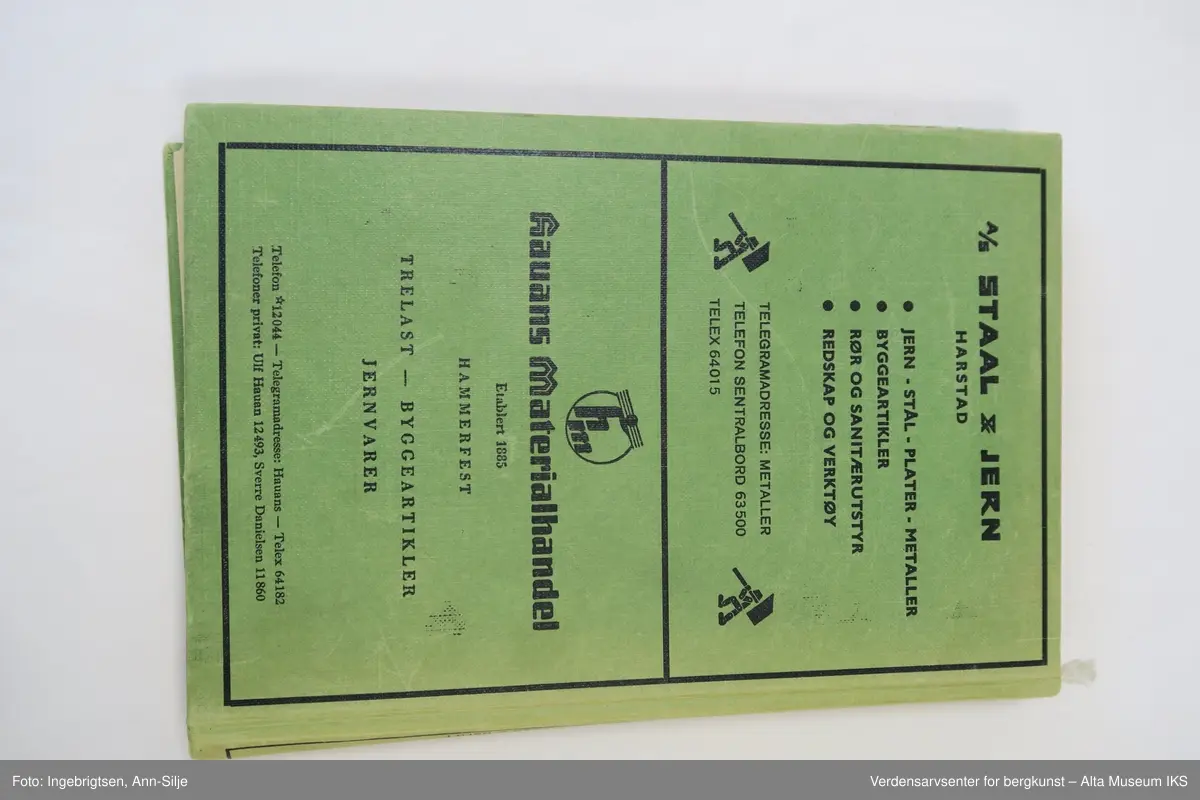 A/S STAAL & JERN
HARSTAD
● JERN - STÅL - PLATER - METALLER
● BYGGEARTIKLER
● RØR OG SANITÆRUTSTYR
● REDSKAP OG VERKTØY
TELEGRAMADRESSE: METALLER
TELEFON SENTRALBORD 63500
TELEX 64015
hm
Hauans Materialhandel
Etablert 1885
HAMMERFEST
TRELAST — BYGGEARTIKLER
JERNVARER
Telefon *12044 — Telegramadresse: Hauans — Telex 64182
Telefoner privat: Ulf Hauan 12493, Sverre Danielsen 11860
Foto: Ingebrigtsen, Ann-Silje
Verdensarvsenter for bergkunst – Alta Museum IKS